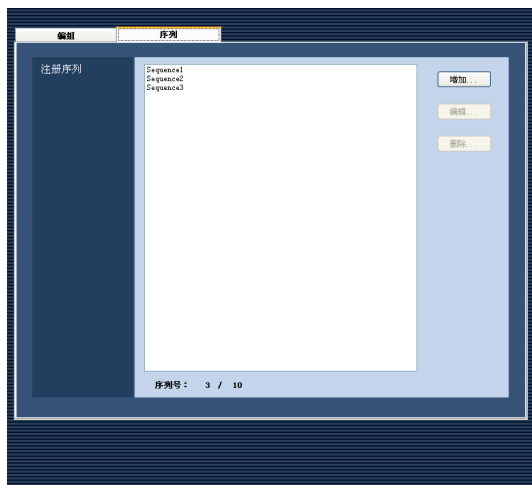 编组
序列
注册序列
Sequence1
Sequence2
Sequence3
增加...
编辑...
删除...
序列号： 3 / 10